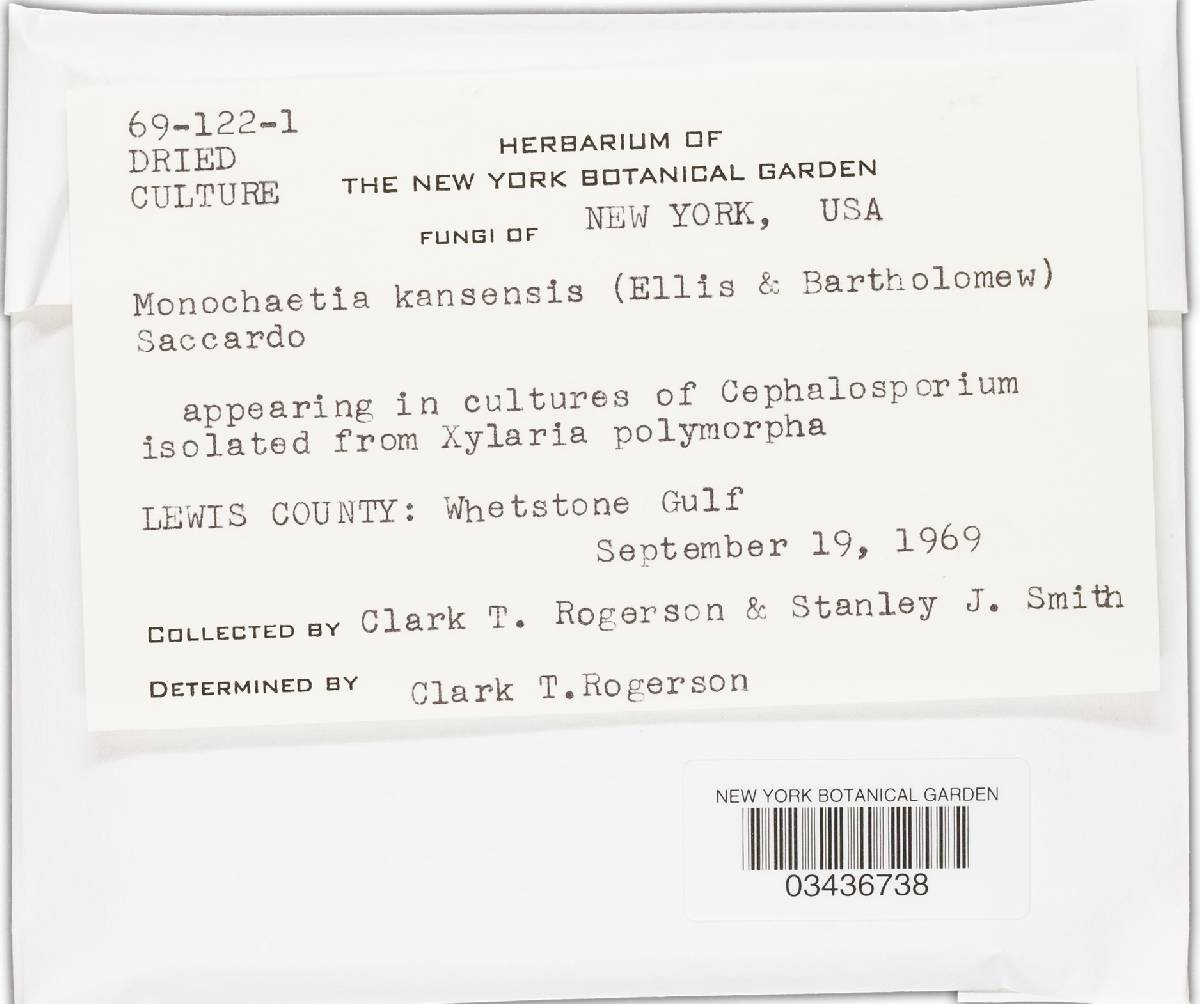 69-122-1
DRIED
CULTURE
HERBARIUM OF
THE NEW YORK BOTANICAL GARDEN
FUNGI OF NEW YORK, USA
Monochaetia kansensis (Ellis & Bartholomew)
Saccardo
appearing in cultures of Cephalosporium
isolated from Xylaria polymorpha
LEWIS COUNTY: Whetstone Gulf
September 19, 1969
COLLECTED BY Clark T. Rogerson & Stanley J. Smith
DETERMINED BY Clark T.Rogerson
NEW YORK BOTANICAL GARDEN
03436738